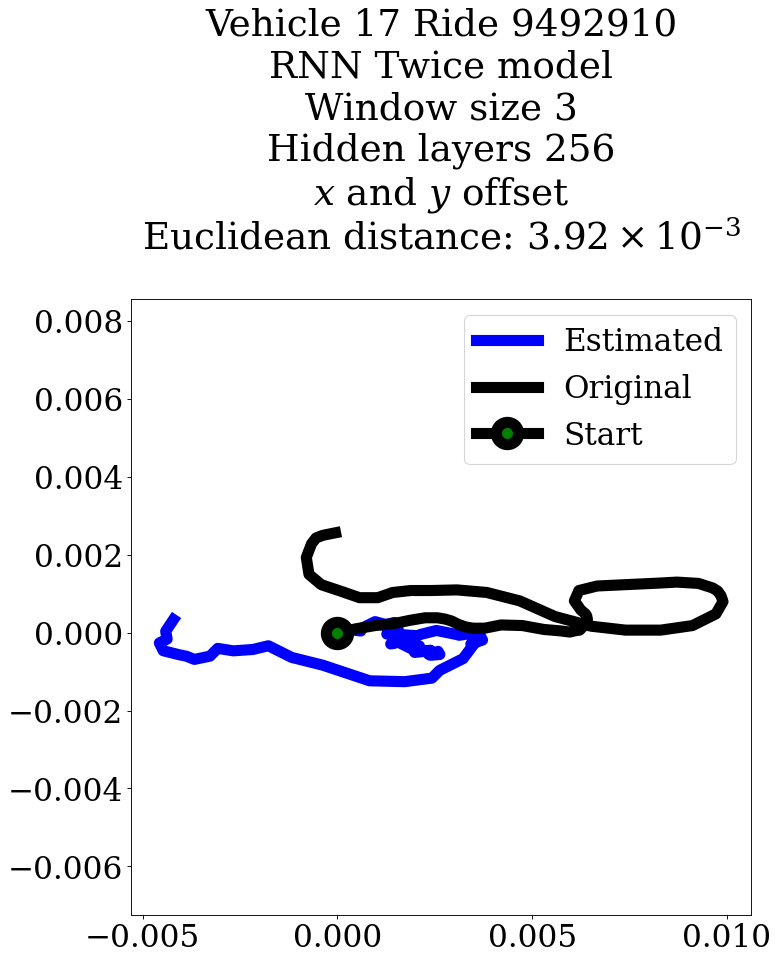 Vehicle 17 Ride 9492910
RNN Twice model
Window size 3
Hidden layers 256
x and y offset
Euclidean distance: 3.92 × 10⁻³
Estimated
Original
Start
0.008
0.006
0.004
0.002
0.000
−0.002
−0.004
−0.006
−0.005 0.000 0.005 0.010